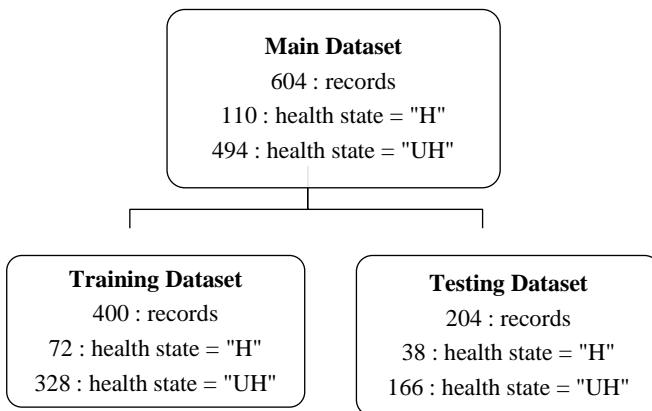 Main Dataset
604 : records
110 : health state = "H"
494 : health state = "UH"
Training Dataset
400 : records
72 : health state = "H"
328 : health state = "UH"
Testing Dataset
204 : records
38 : health state = "H"
166 : health state = "UH"